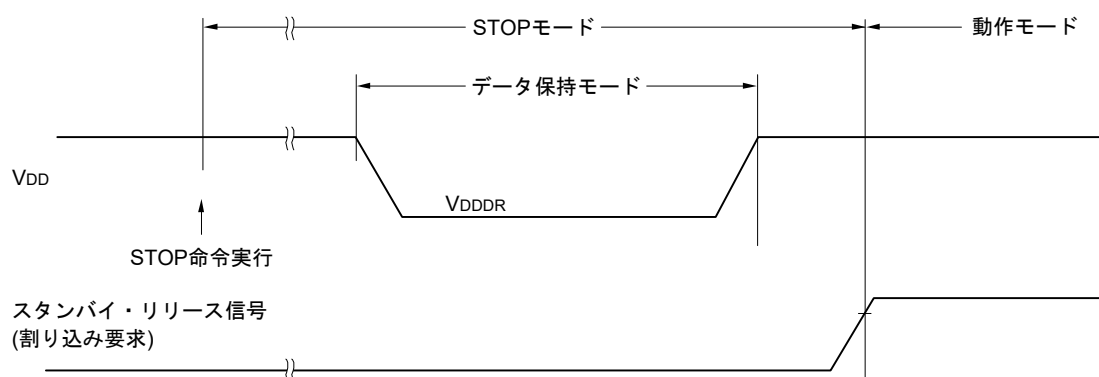 STOPモード
動作モード
データ保持モード
VDD
VDDDR
STOP命令実行
スタンバイ・リリース信号
(割り込み要求)